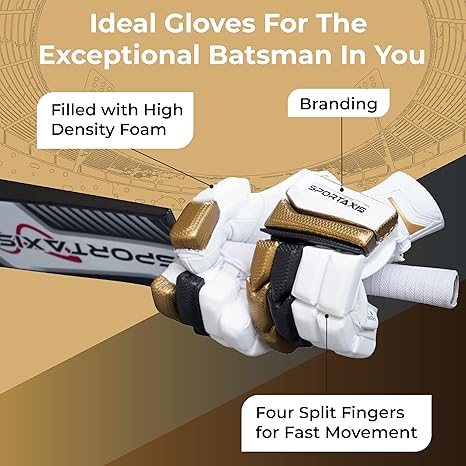 Ideal Gloves For The
Exceptional Batsman In You
Filled with High
Density Foam
Branding
SPORTAXIS
SPORTAXIS
Four Split Fingers
for Fast Movement